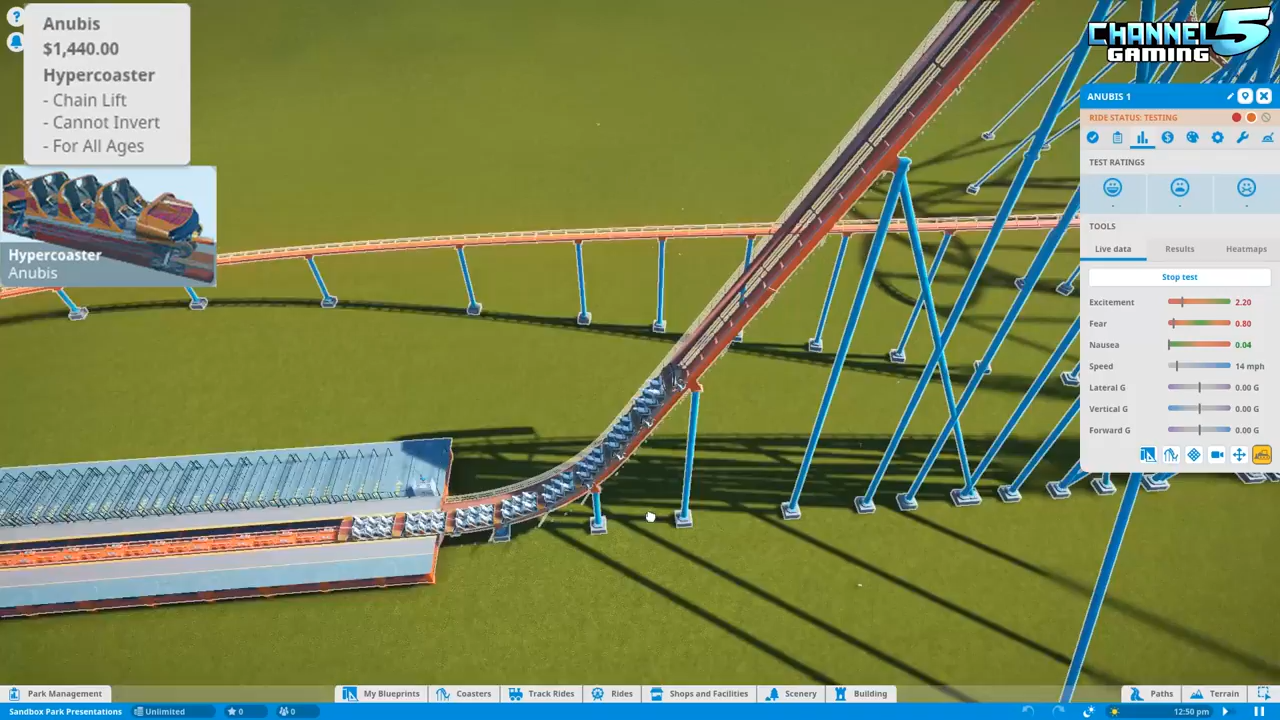 ?
Anubis
$1,440.00
Hypercoaster
- Chain Lift
- Cannot Invert
- For All Ages
Hypercoaster
Anubis
CHANNEL 5
GAMING
ANUBIS 1
RIDE STATUS: TESTING
TEST RATINGS
- - -
TOOLS
Live data Results Heatmaps
Stop test
Excitement 2.20
Fear 0.80
Nausea 0.04
Speed 14 mph
Lateral G 0.00 G
Vertical G 0.00 G
Forward G 0.00 G
Park Management My Blueprints Coasters Track Rides Rides Shops and Facilities Scenery Building Paths Terrain
Sandbox Park Presentations Unlimited 0 0 12:50 pm